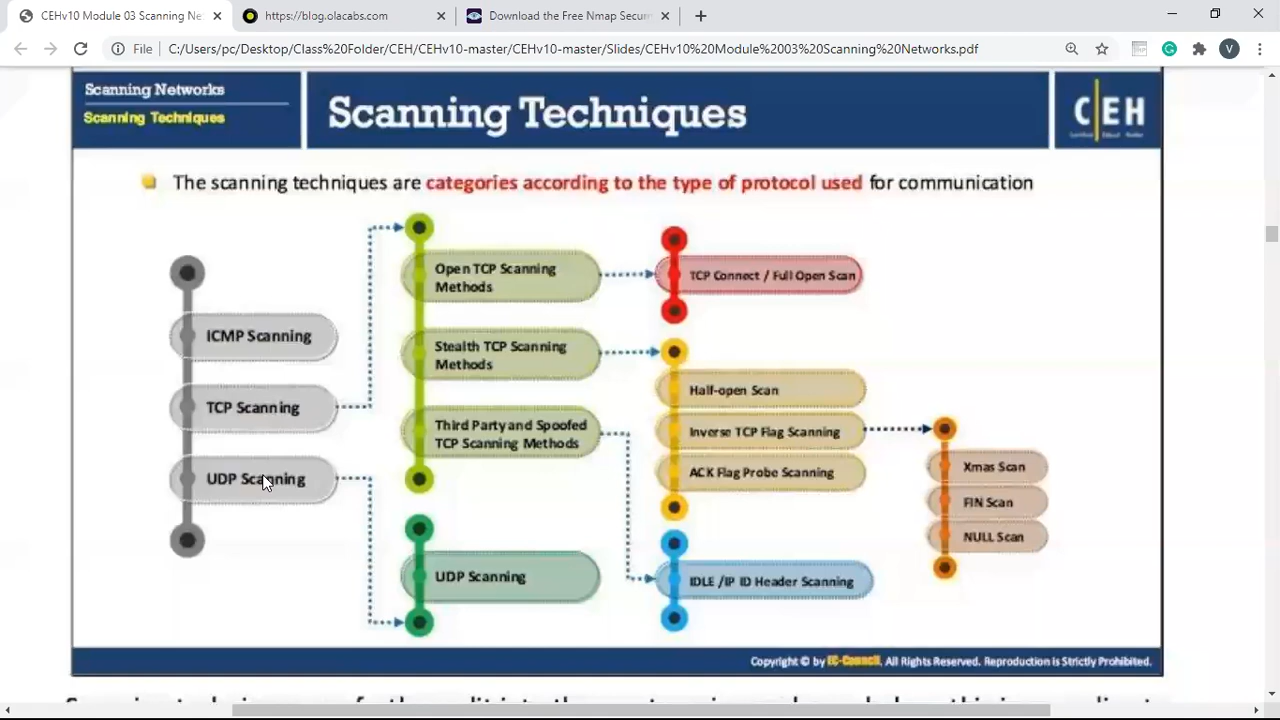 CEHv10 Module 03 Scanning Ne
https://blog.olacabs.com
Download the Free Nmap Secur
File
C:/Users/pc/Desktop/Class%20Folder/CEH/CEHv10-master/CEHv10-master/Slides/CEHv10%20Module%2003%20Scanning%20Networks.pdf
V
Scanning Networks
Scanning Techniques
Scanning Techniques
CEH
The scanning techniques are categories according to the type of protocol used for communication
ICMP Scanning
TCP Scanning
UDP Scanning
Open TCP Scanning
Methods
Stealth TCP Scanning
Methods
Third Party and Spoofed
TCP Scanning Methods
UDP Scanning
TCP Connect / Full Open Scan
Half-open Scan
Inverse TCP Flag Scanning
ACK Flag Probe Scanning
IDLE /IP ID Header Scanning
Xmas Scan
FIN Scan
NULL Scan
Copyright © by EC-Council. All Rights Reserved. Reproduction is Strictly Prohibited.